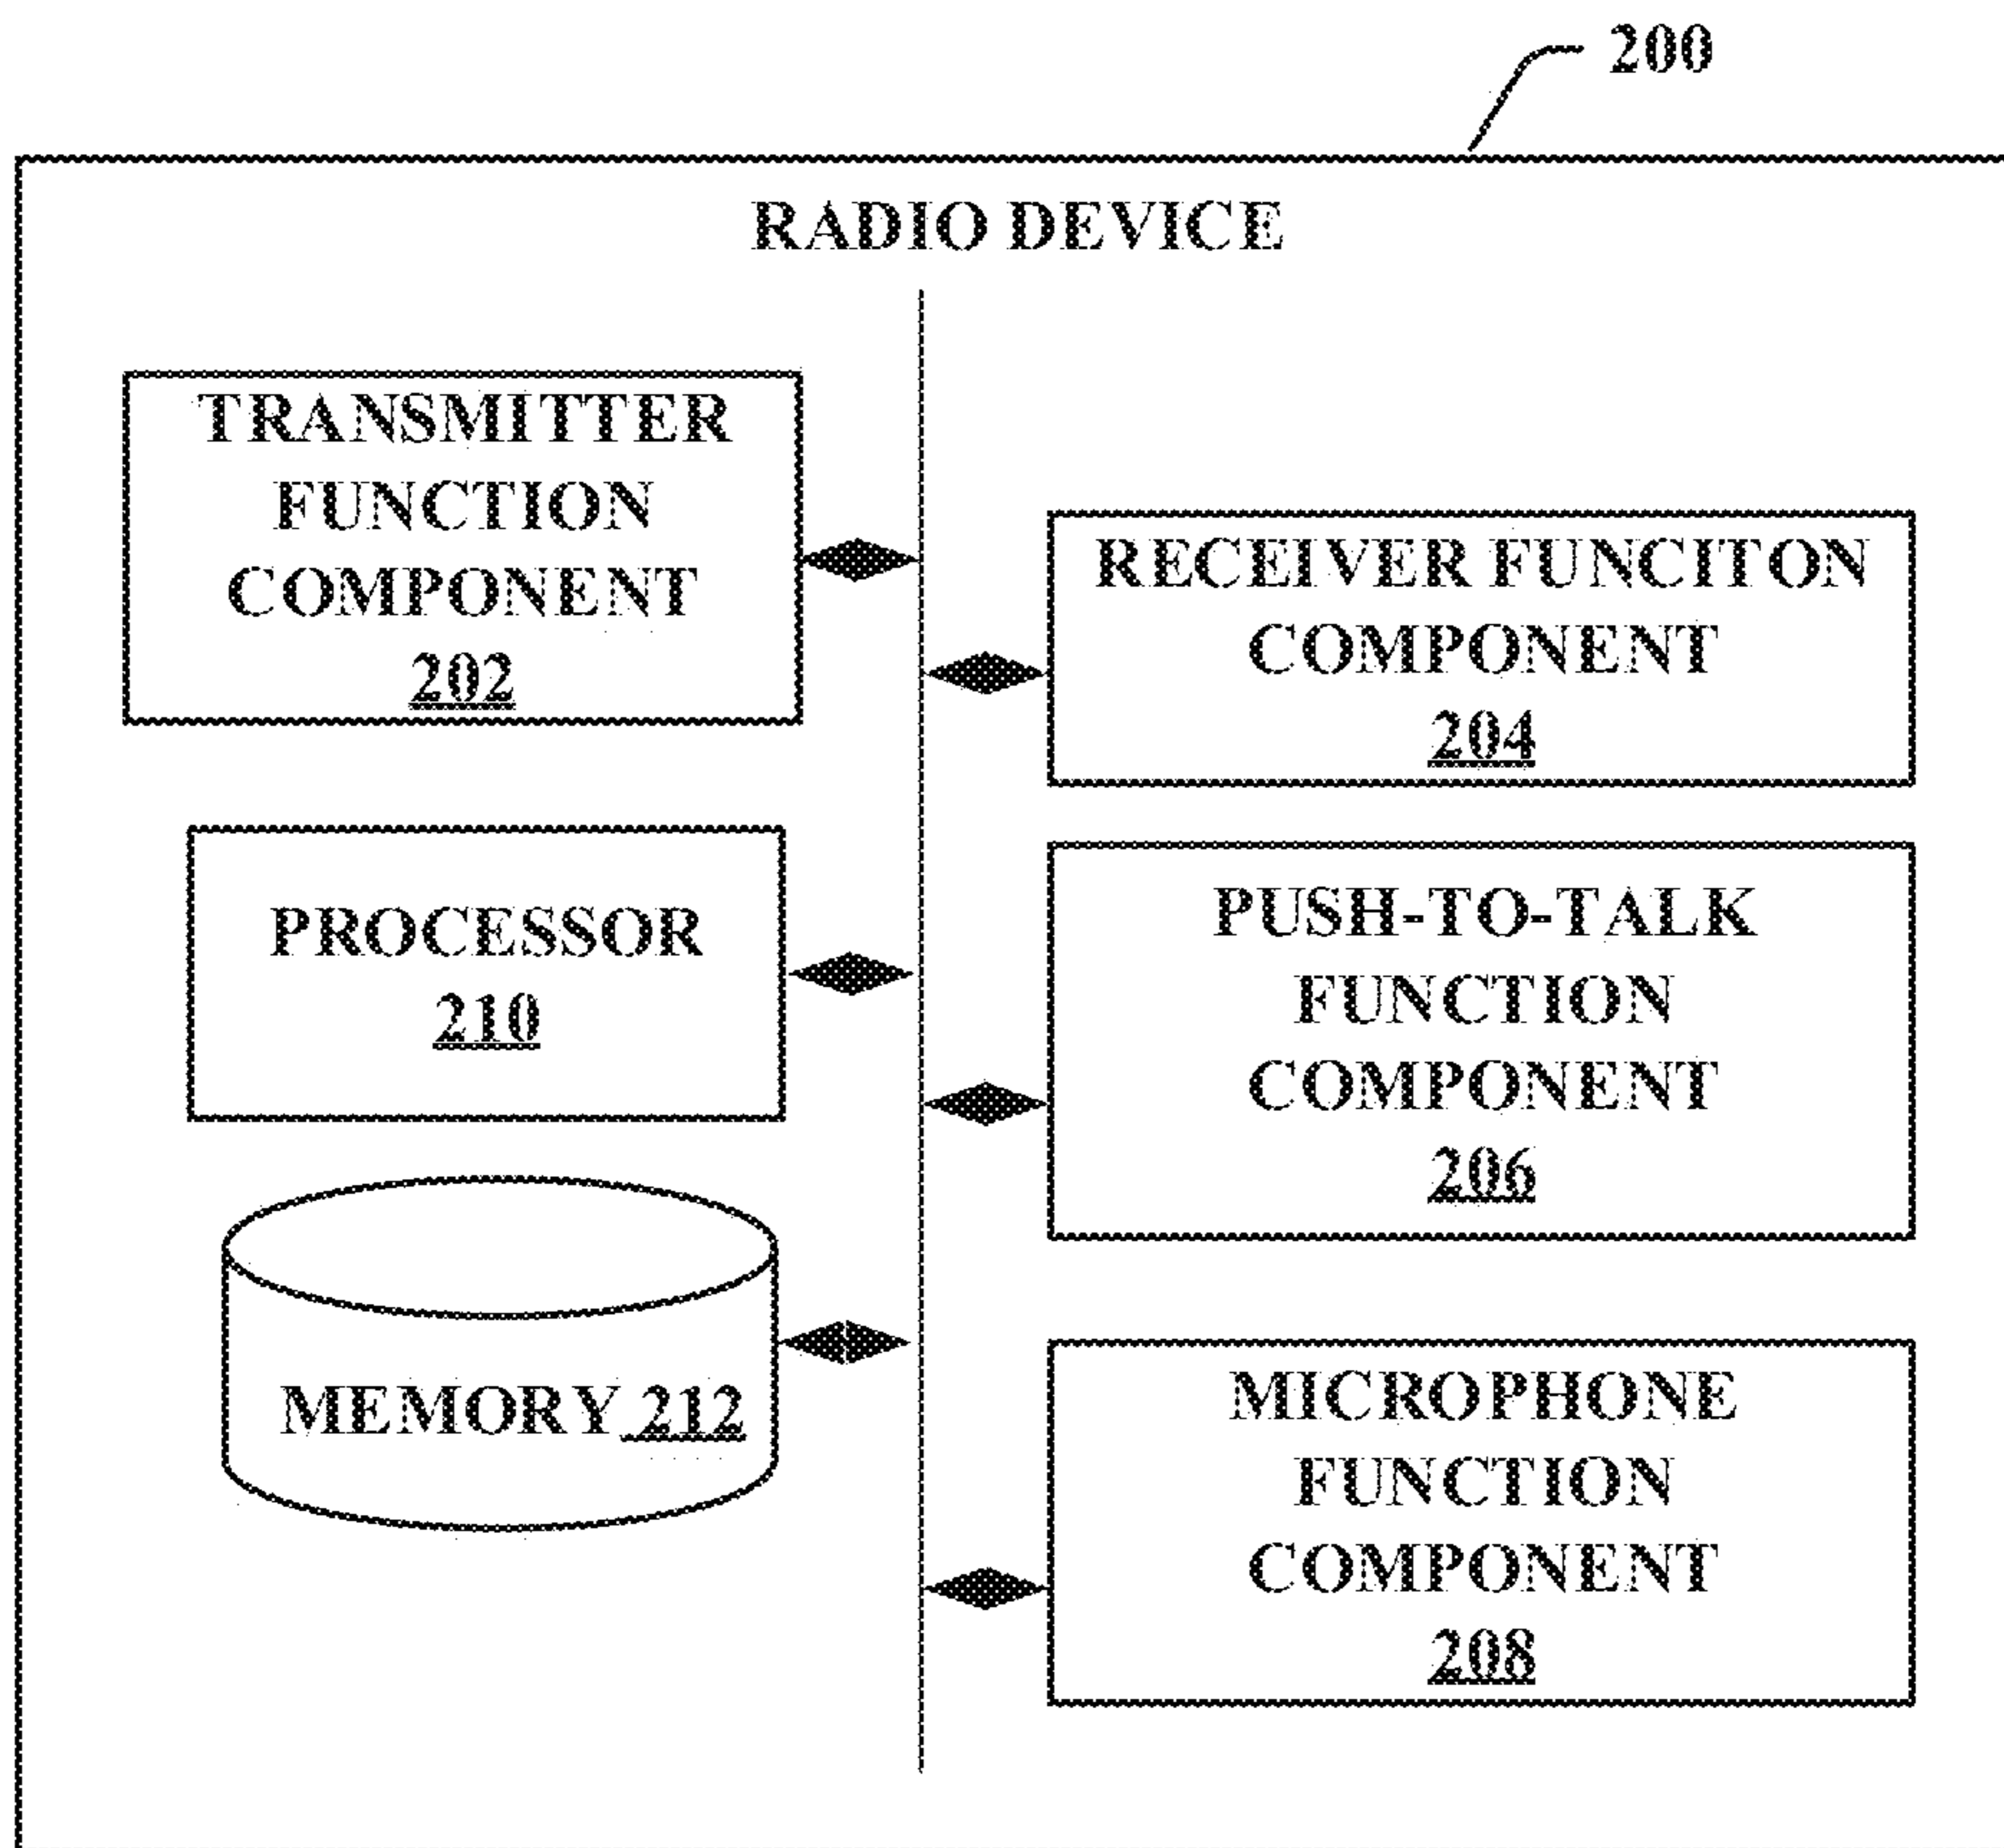 200
RADIO DEVICE
TRANSMITTER
FUNCTION
COMPONENT
202
RECEIVER FUNCITON
COMPONENT
204
PROCESSOR
210
PUSH-TO-TALK
FUNCTION
COMPONENT
206
MEMORY 212
MICROPHONE
FUNCTION
COMPONENT
208